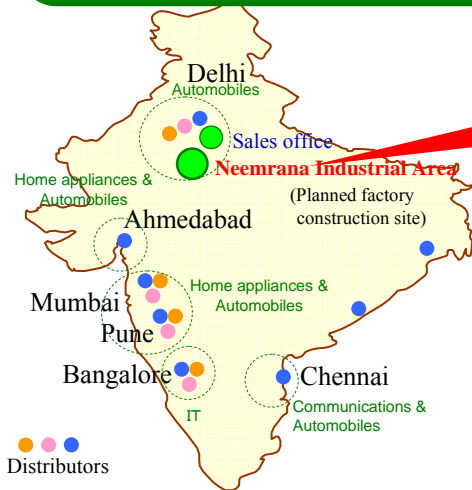 Delhi
Automobiles
Sales office
Neemrana Industrial Area
(Planned factory
construction site)
Home appliances &
Automobiles
Ahmedabad
Home appliances &
Automobiles
Mumbai
Pune
Bangalore
IT
Chennai
Communications &
Automobiles
Distributors